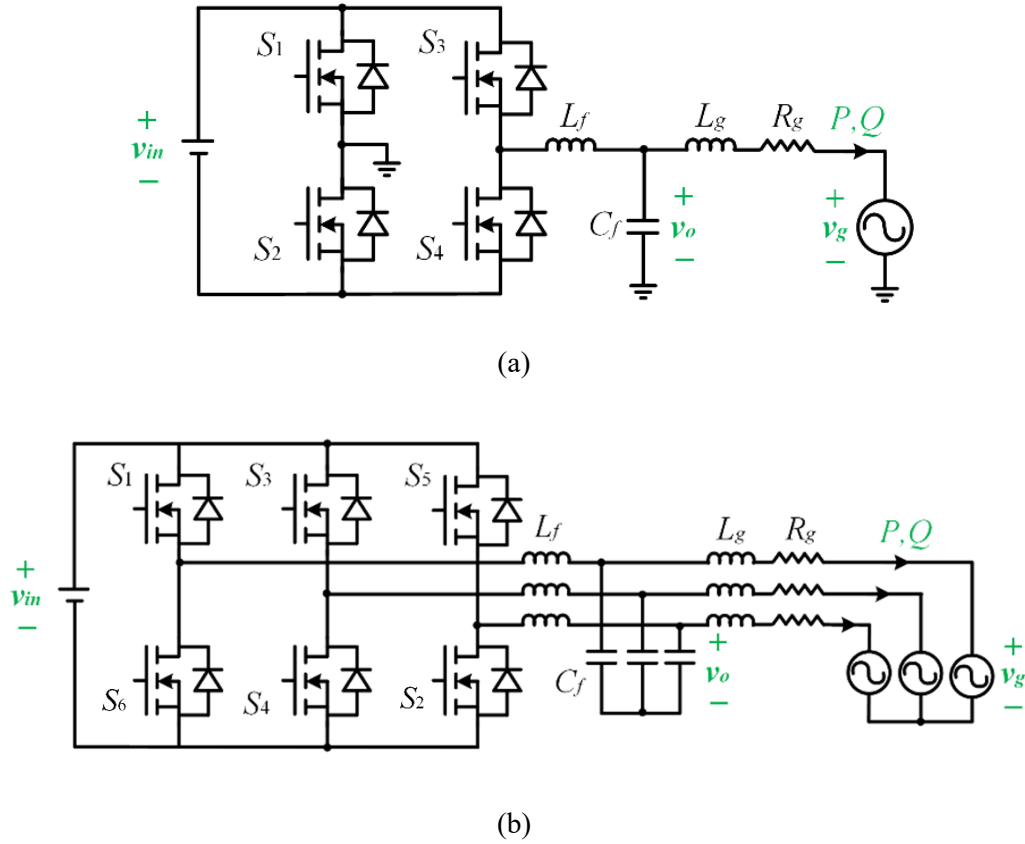 S1 S3
+
vin
−
Lf Lg Rg P,Q
S2 S4
Cf
+
vo
−
+
vg
−
(a)
S1 S3 S5
Lf Lg Rg P,Q
+
vin
−
S6 S4 S2
Cf
+
vo
−
+
vg
−
(b)